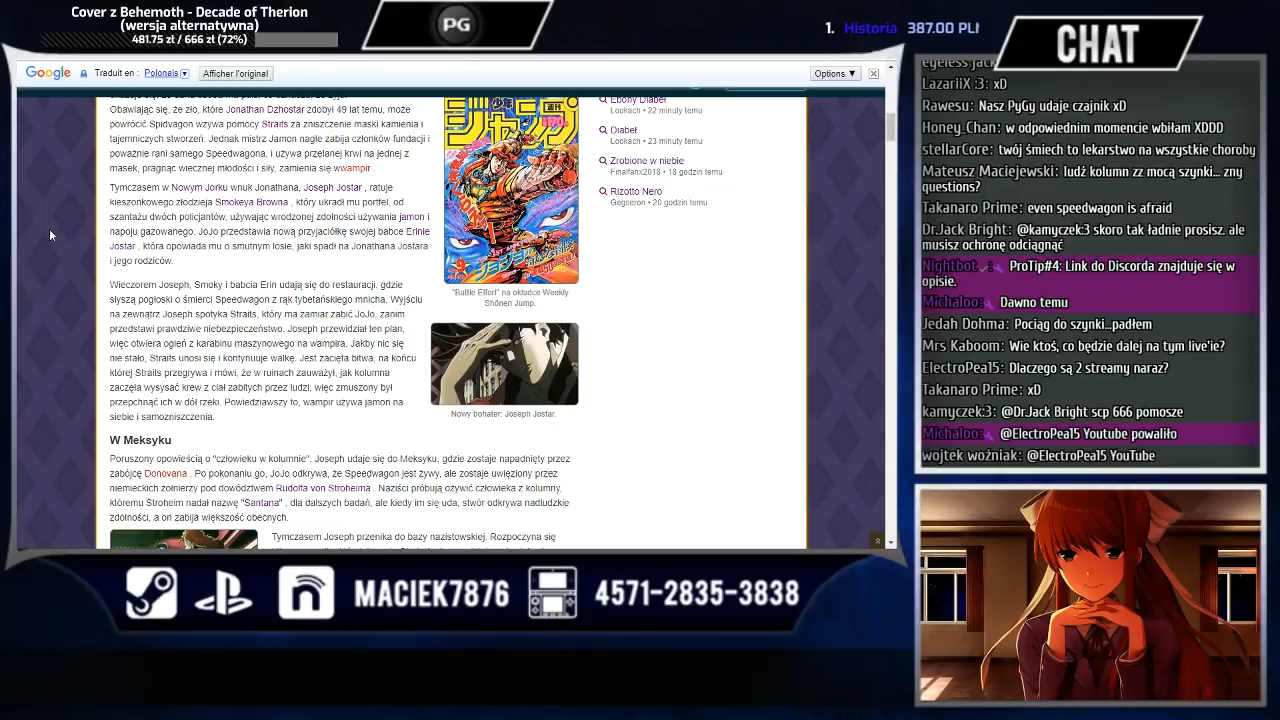 Cover z Behemoth - Decade of Therion
(wersja alternatywna)
481.75 zł / 666 zł (72%)
PG
1. Historia 387.00 PLN
CHAT
Google Traduit en : Polonais Afficher l'original Options ▼
Obawiając się, że zło, które Jonathan Dzhostar zdobył 49 lat temu, może
powrócić Spidvagon wzywa pomocy Straits za zniszczenie maski kamienia i
tajemniczych stworzeń. Jednak mistrz Jamon nagle zabija członków fundacji i
poważnie rani samego Speedwagona, i używa przelanej krwi na jednej z
masek, pragnąc wiecznej młodości i siły, zamienia się wwampir .
Tymczasem w Nowym Jorku wnuk Jonathana, Joseph Jostar , ratuje
kieszonkowego złodzieja Smokeya Browna , który ukradł mu portfel, od
szantażu dwóch policjantów, używając wrodzonej zdolności używania jamon i
napoju gazowanego. JoJo przedstawia nową przyjaciółkę swojej babce Erinie
Jostar , która opowiada mu o smutnym losie, jaki spadł na Jonathana Jostara
i jego rodziców.
Wieczorem Joseph, Smoky i babcia Erin udają się do restauracji, gdzie
słyszą pogłoski o śmierci Speedwagon z rąk tybetańskiego mnicha. Wyjściu
na zewnątrz Joseph spotyka Straits, który ma zamiar zabić JoJo, zanim
przedstawi prawdziwe niebezpieczeństwo. Joseph przewidział ten plan,
więc otwiera ogień z karabinu maszynowego na wampira. Jakby nic się
nie stało, Straits unosi się i kontynuuje walkę. Jest zacięta bitwa, na końcu
której Straits przegrywa i mówi, że w ruinach zauważył, jak kolumna
zaczęła wysysać krew z ciał zabitych przez ludzi, więc zmuszony był
przepchnąć ich w dół rzeki. Powiedziawszy to, wampir używa jamon na
siebie i samozniszczenia.
W Meksyku
Poruszony opowieścią o "człowieku w kolumnie", Joseph udaje się do Meksyku, gdzie zostaje napadnięty przez
zabójcę Donovana . Po pokonaniu go, JoJo odkrywa, że Speedwagon jest żywy, ale zostaje uwięziony przez
niemieckich żołnierzy pod dowództwem Rudolfa von Stroheima . Naziści próbują ożywić człowieka z kolumny,
któremu Stroheim nadał nazwę "Santana" , dla dalszych badań, ale kiedy im się uda, stwór odkrywa nadludzkie
zdolności, a on zabija większość obecnych.
Tymczasem Joseph przenika do bazy nazistowskiej. Rozpoczyna się
少年
ジャンプ
"Battle Effort" na okładce Weekly
Shōnen Jump.
Nowy bohater: Joseph Jostar.
Ebony Diabeł
Lookach • 22 minuty temu
Diabeł
Lookach • 23 minuty temu
Zrobione w niebie
Finalfanx2018 • 18 godzin temu
Rizotto Nero
Gegseron • 20 godzin temu
eyeless jack
LazariiX :3: xD
Rawesu: Nasz PyGy udaje czajnik xD
Honey_Chan: w odpowiednim momencie wbiłam XDDD
stellarCore: twój śmiech to lekarstwo na wszystkie choroby
Mateusz Maciejewski: ludź kolumn zz mocą szynki... zny
questions?
Takanaro Prime: even speedwagon is afraid
Dr.Jack Bright: @kamyczek:3 skoro tak ładnie prosisz. ale
musisz ochronę odciągnąć
Nightbot : ProTip#4: Link do Discorda znajduje się w
opisie.
Michaloo: Dawno temu
Jedah Dohma: Pociąg do szynki...padłem
Mrs Kaboom: Wie ktoś, co będzie dalej na tym live'ie?
ElectroPea15: Dlaczego są 2 streamy naraz?
Takanaro Prime: xD
kamyczek:3: @Dr.Jack Bright scp 666 pomosze
Michaloo: @ElectroPea15 Youtube powaliło
wojtek woźniak: @ElectroPea15 YouTube
MACIEK7876 4571-2835-3838